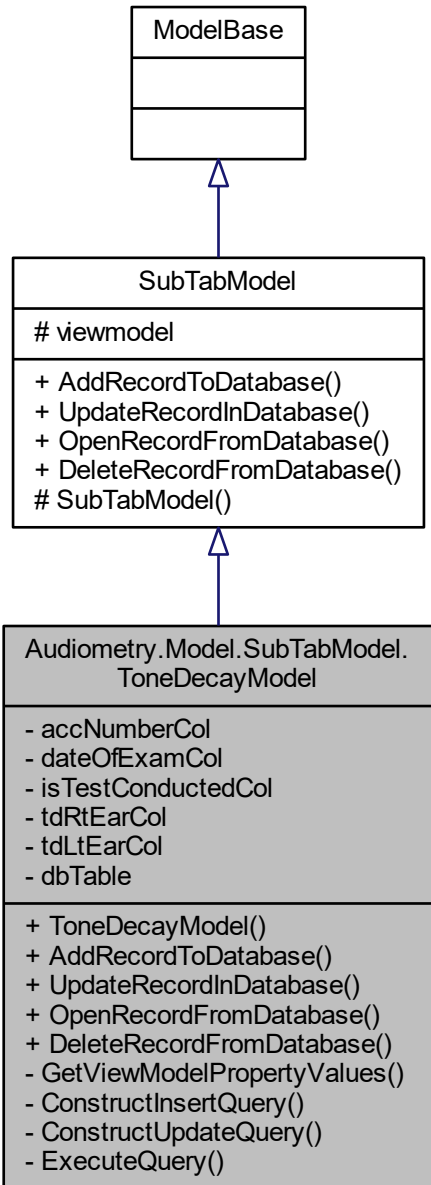 ModelBase
SubTabModel
# viewmodel
+ AddRecordToDatabase()
+ UpdateRecordInDatabase()
+ OpenRecordFromDatabase()
+ DeleteRecordFromDatabase()
# SubTabModel()
Audiometry.Model.SubTabModel.
ToneDecayModel
- accNumberCol
- dateOfExamCol
- isTestConductedCol
- tdRtEarCol
- tdLtEarCol
- dbTable
+ ToneDecayModel()
+ AddRecordToDatabase()
+ UpdateRecordInDatabase()
+ OpenRecordFromDatabase()
+ DeleteRecordFromDatabase()
- GetViewModelPropertyValues()
- ConstructInsertQuery()
- ConstructUpdateQuery()
- ExecuteQuery()